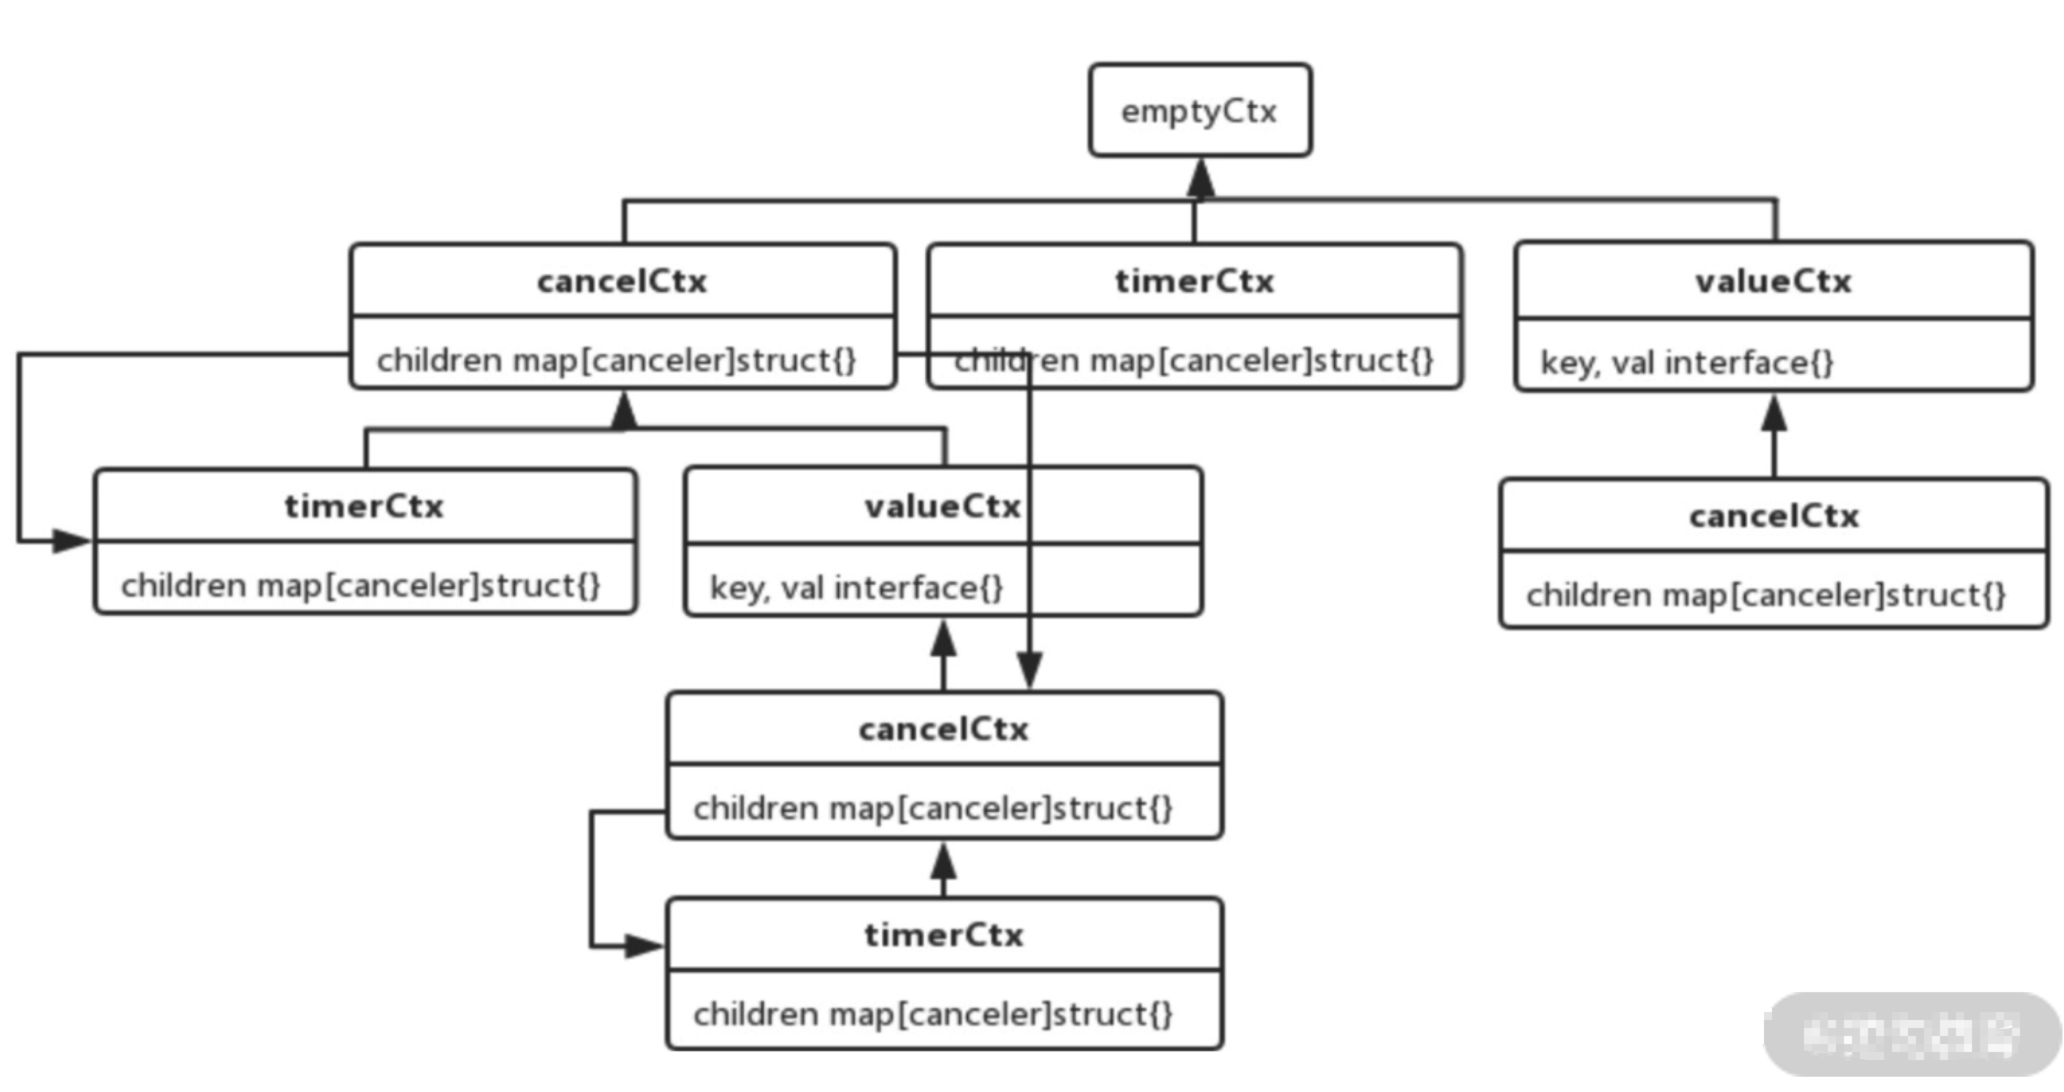 emptyCtx
cancelCtx
children map[canceler]struct{}
timerCtx
children map[canceler]struct{}
valueCtx
key, val interface{}
timerCtx
children map[canceler]struct{}
valueCtx
key, val interface{}
cancelCtx
children map[canceler]struct{}
cancelCtx
children map[canceler]struct{}
timerCtx
children map[canceler]struct{}